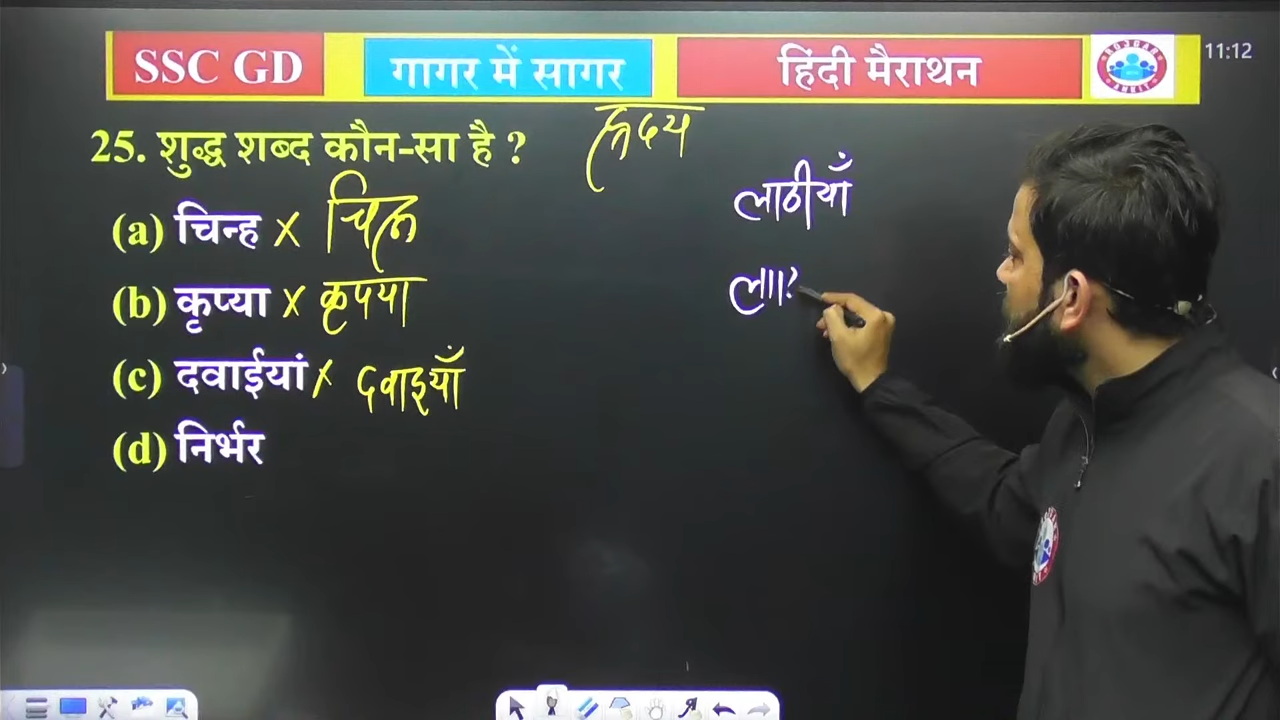 SSC GD गागर में सागर हिंदी मैराथन 11:12
25. शुद्ध शब्द कौन-सा है ?
(a) चिन्ह × चिह्न
(b) कृप्या × कृपया
(c) दवाईयां × दवाइयाँ
(d) निर्भर
लाठीयाँ